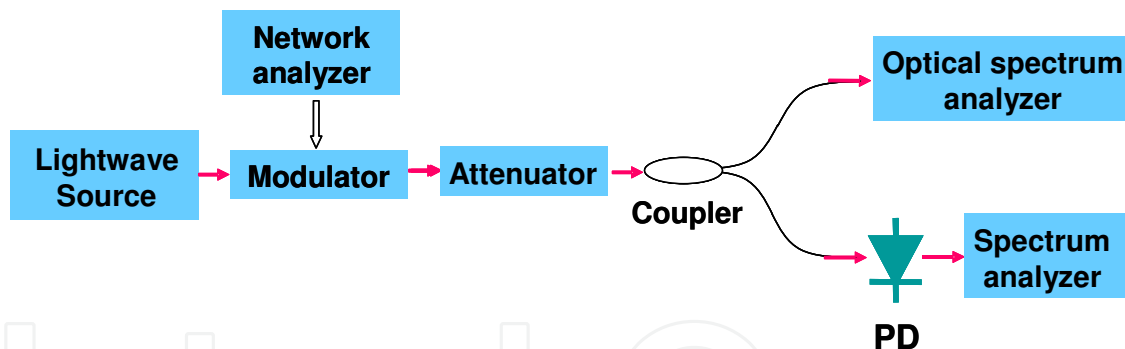 Network
analyzer
Optical spectrum
analyzer
Lightwave
Source
Modulator
Attenuator
Coupler
Spectrum
analyzer
PD